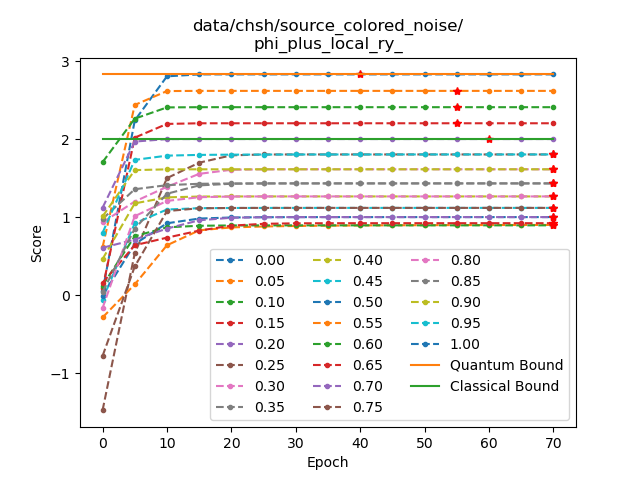 data/chsh/source_colored_noise/
phi_plus_local_ry_
Score
3
2
1
0
−1
0 10 20 30 40 50 60 70
Epoch
0.00 0.40 0.80
0.05 0.45 0.85
0.10 0.50 0.90
0.15 0.55 0.95
0.20 0.60 1.00
0.25 0.65 Quantum Bound
0.30 0.70 Classical Bound
0.35 0.75